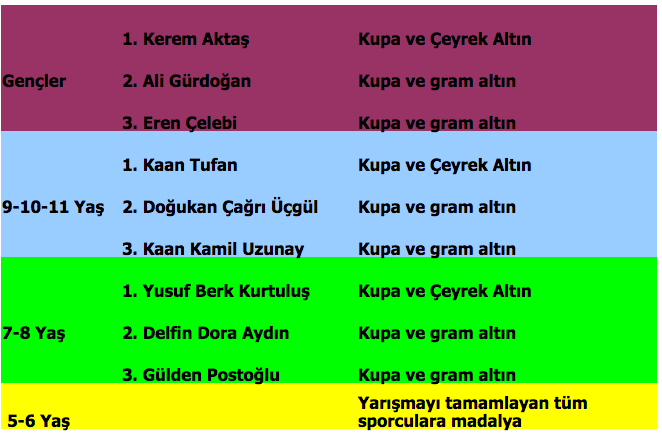 1. Kerem Aktaş Kupa ve Çeyrek Altın
Gençler 2. Ali Gürdoğan Kupa ve gram altın
3. Eren Çelebi Kupa ve gram altın
1. Kaan Tufan Kupa ve Çeyrek Altın
9-10-11 Yaş 2. Doğukan Çağrı Üçgül Kupa ve gram altın
3. Kaan Kamil Uzunay Kupa ve gram altın
1. Yusuf Berk Kurtuluş Kupa ve Çeyrek Altın
7-8 Yaş 2. Delfin Dora Aydın Kupa ve gram altın
3. Gülden Postoğlu Kupa ve gram altın
Yarışmayı tamamlayan tüm
5-6 Yaş sporculara madalya